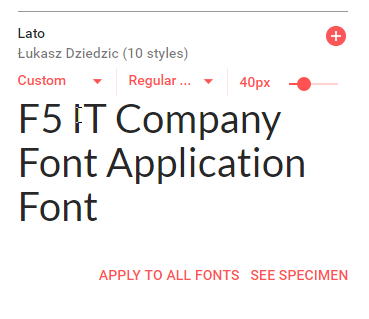 Lato
Łukasz Dziedzic (10 styles)
Custom
Regular ...
40px
F5 IT Company
Font Application
Font
APPLY TO ALL FONTS
SEE SPECIMEN